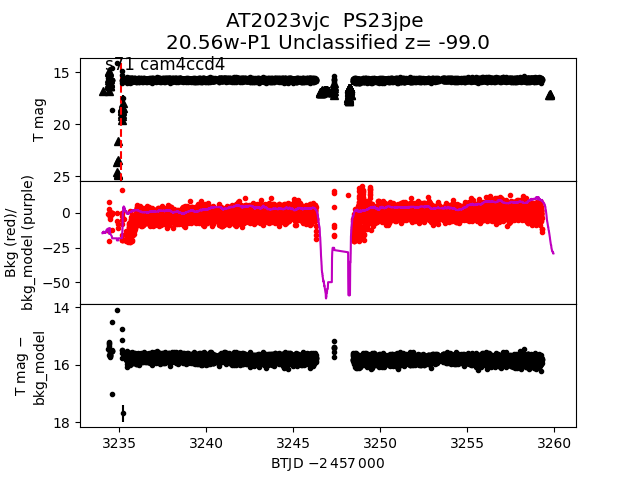 AT2023vjc  PS23jpe
20.56w-P1 Unclassified z= -99.0
s71 cam4ccd4
T mag
15
20
25
Bkg (red)/
bkg_model (purple)
0
−25
−50
T mag −
bkg_model
14
16
18
3235
3240
3245
3250
3255
3260
BTJD −2 457 000